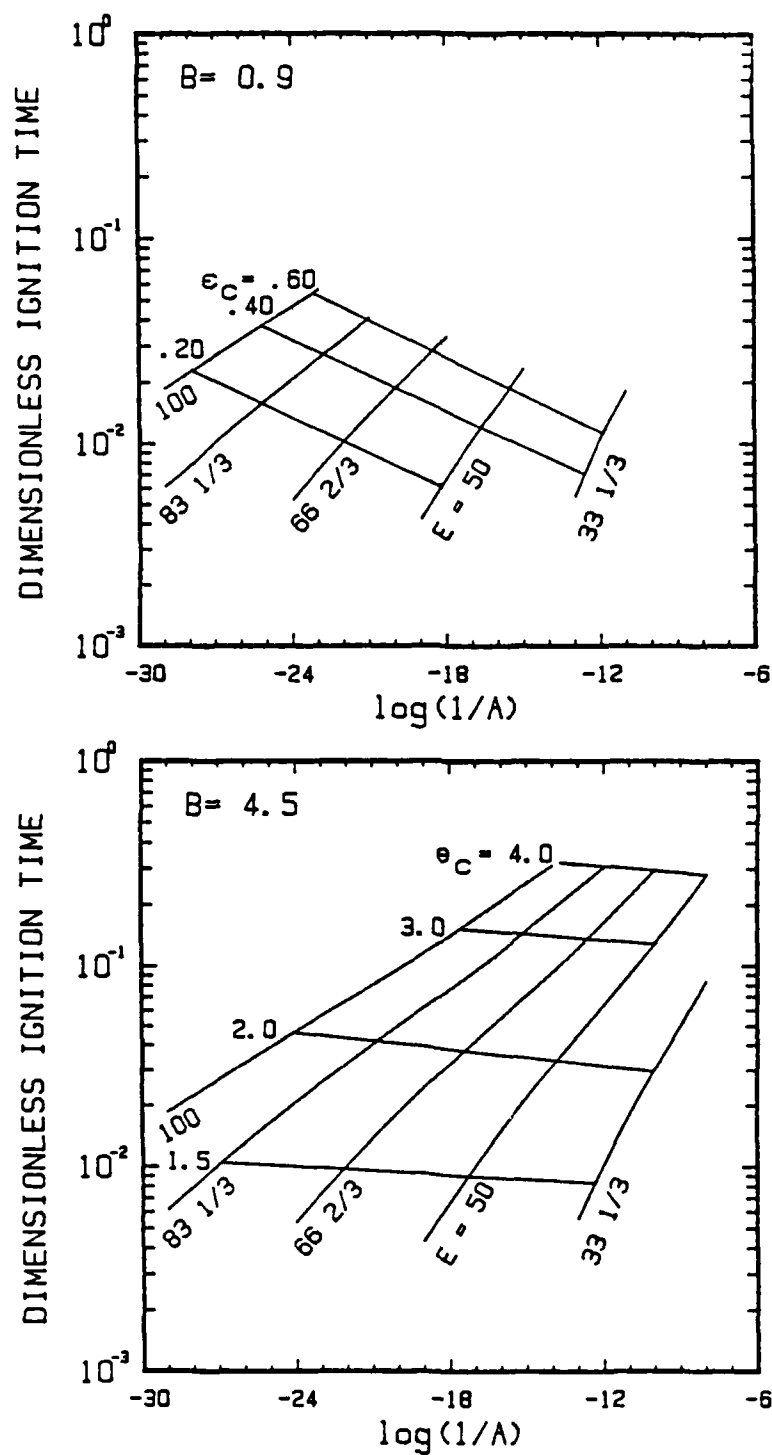 DIMENSIONLESS IGNITION TIME
10⁰
10⁻¹
10⁻²
10⁻³
B= 0.9
εc= .60
.40
.20
100
83 1/3
66 2/3
E = 50
33 1/3
-30 -24 -18 -12 -6
log(1/A)
DIMENSIONLESS IGNITION TIME
10⁰
10⁻¹
10⁻²
10⁻³
B= 4.5
θc = 4.0
3.0
2.0
1.5
100
83 1/3
66 2/3
E = 50
33 1/3
-30 -24 -18 -12 -6
log(1/A)